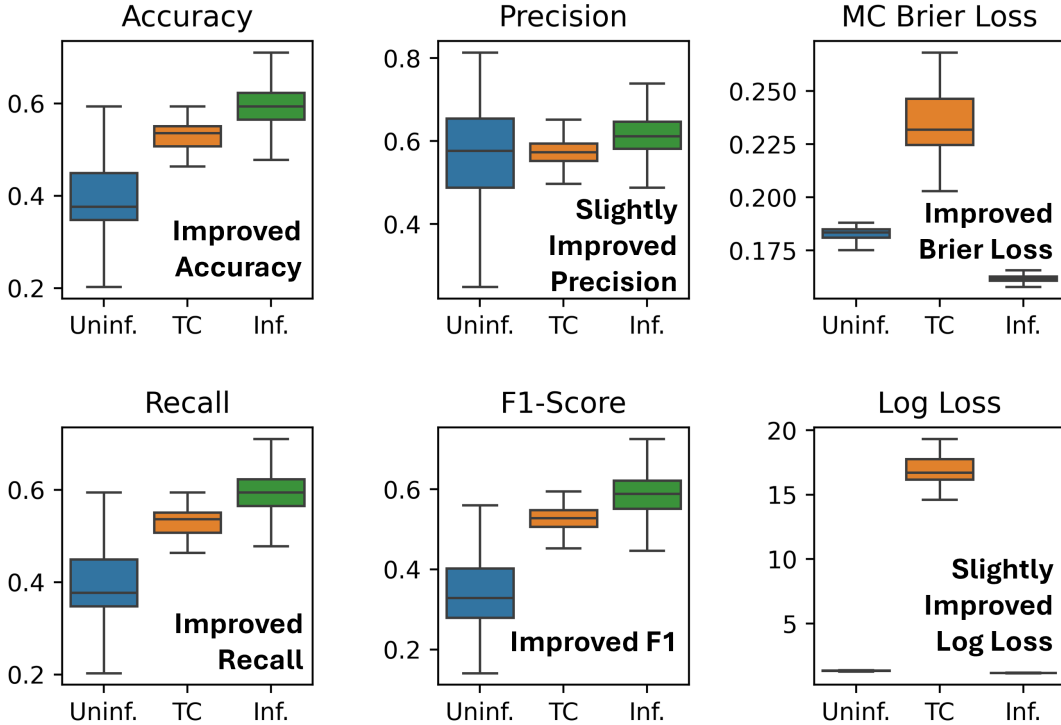 Accuracy
0.6
0.4
0.2
Improved
Accuracy
Uninf. TC Inf.
Precision
0.8
0.6
0.4
Slightly
Improved
Precision
Uninf. TC Inf.
MC Brier Loss
0.250
0.225
0.200
0.175
Improved
Brier Loss
Uninf. TC Inf.
Recall
0.6
0.4
0.2
Improved
Recall
Uninf. TC Inf.
F1-Score
0.6
0.4
0.2
Improved F1
Uninf. TC Inf.
Log Loss
20
15
10
5
Slightly
Improved
Log Loss
Uninf. TC Inf.